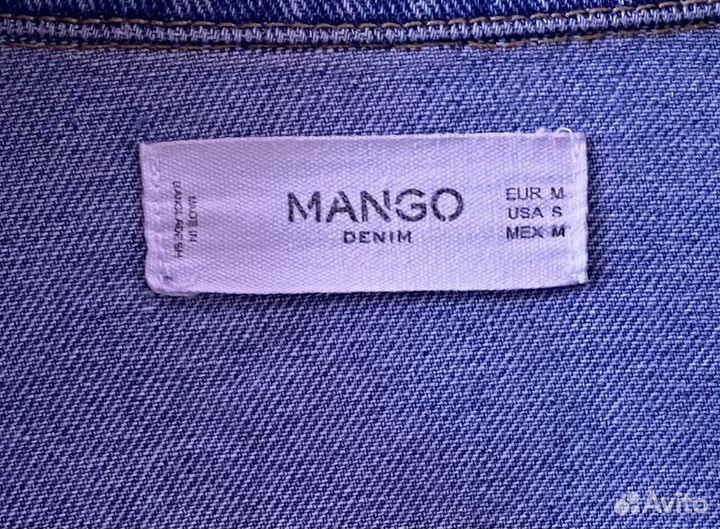 MADE IN
BANGLADESH
MANGO
DENIM
EUR M
USA S
MEX M
Avito